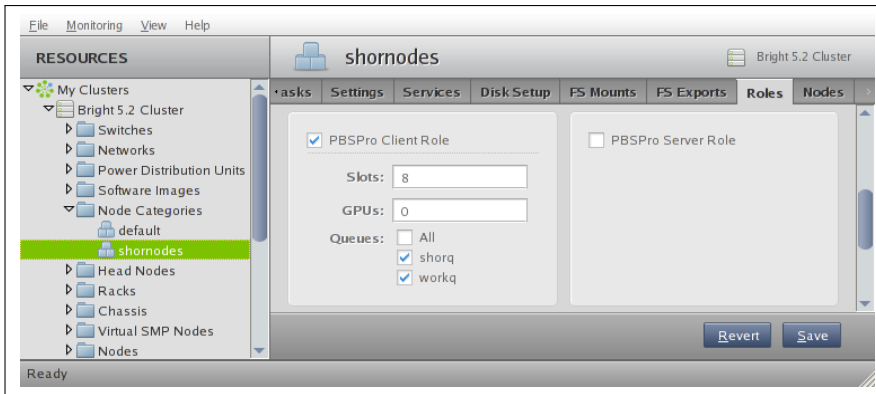 File Monitoring View Help
RESOURCES
shornodes
Bright 5.2 Cluster
My Clusters
Bright 5.2 Cluster
Switches
Networks
Power Distribution Units
Software Images
Node Categories
default
shornodes
Head Nodes
Racks
Chassis
Virtual SMP Nodes
Nodes
asks Settings Services Disk Setup FS Mounts FS Exports Roles Nodes
PBSPro Client Role
Slots: 8
GPUs: 0
Queues: All
shorq
workq
PBSPro Server Role
Revert Save
Ready